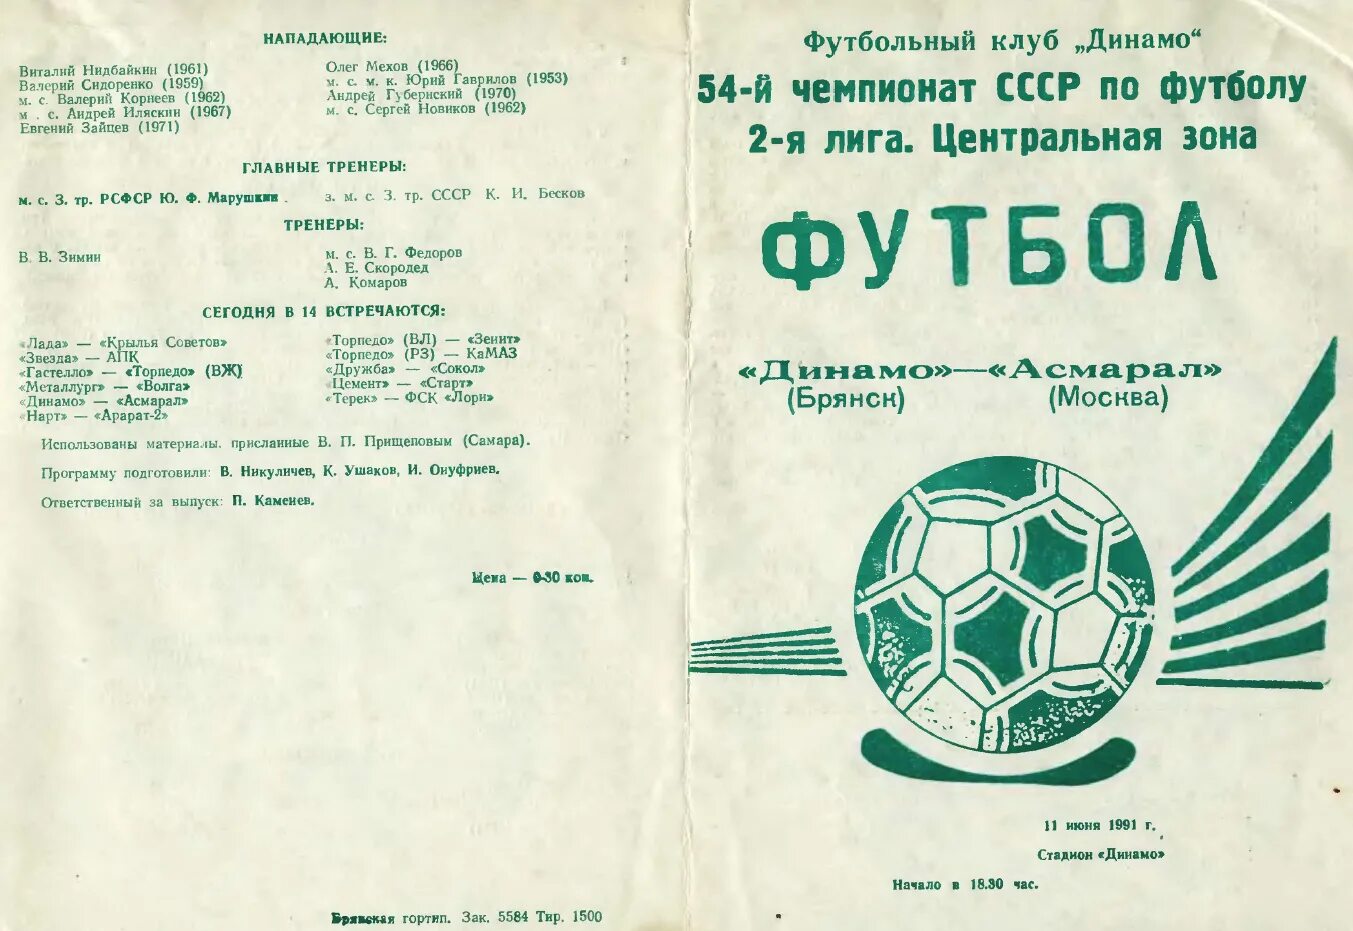 НАПАДАЮЩИЕ:
Виталий Нидбайкин (1961)
Валерий Сидоренко (1959)
м. с. Валерий Корнеев (1962)
м . с. Андрей Иляскин (1967)
Евгений Зайцев (1971)
Олег Мехов (1966)
м. с. м. к. Юрий Гаврилов (1953)
Андрей Губернский (1970)
м. с. Сергей Новиков (1962)
ГЛАВНЫЕ ТРЕНЕРЫ:
м. с. З. тр. РСФСР Ю. Ф. Марушкин .
з. м. с. З. тр. СССР К. И. Бесков
ТРЕНЕРЫ:
В. В. Зимин
м. с. В. Г. Федоров
А. Е. Скородед
А. Комаров
СЕГОДНЯ В 14 ВСТРЕЧАЮТСЯ:
«Лада» — «Крылья Советов»
«Звезда» — АПК
«Гастелло» — «Торпедо» (ВЖ)
«Металлург» — «Волга»
«Динамо» — «Асмарал»
«Нарт» — «Арарат-2»
«Торпедо» (ВЛ) — «Зенит»
«Торпедо» (РЗ) — КаМАЗ
«Дружба» — «Сокол»
«Цемент» — «Старт»
«Терек» — ФСК «Лори»
Использованы материалы, присланные В. П. Прищеповым (Самара).
Программу подготовили: В. Никуличев, К. Ушаков, И. Онуфриев.
Ответственный за выпуск: П. Каменев.
Цена — 0-30 коп.
Брянская гортип. Зак. 5584 Тир. 1500
Футбольный клуб „Динамо“
54-й чемпионат СССР по футболу
2-я лига. Центральная зона
ФУТБОЛ
«Динамо»—«Асмарал»
(Брянск) (Москва)
11 июня 1991 г.
Стадион «Динамо»
Начало в 18.30 час.